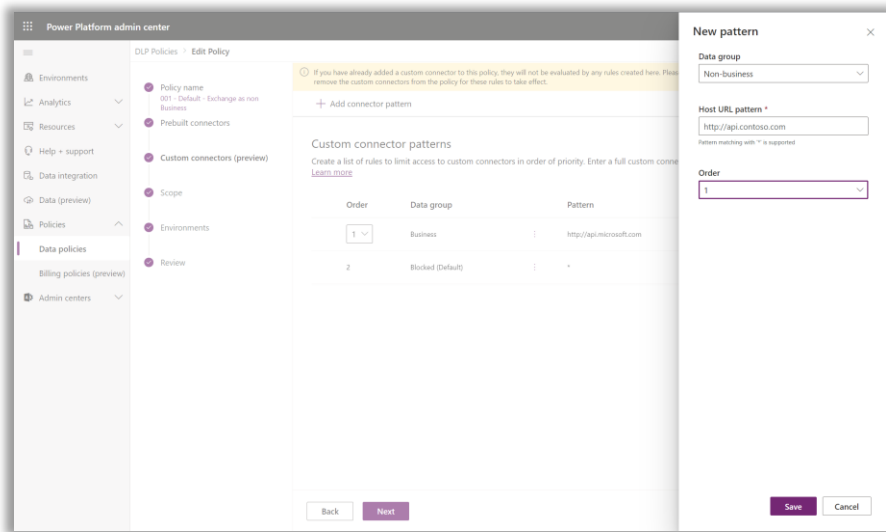 Power Platform admin center
Environments
Analytics
Resources
Help + support
Data integration
Data (preview)
Policies
Data policies
Billing policies (preview)
Admin centers
DLP Policies > Edit Policy
Policy name
001 - Default - Exchange as non
Business
Prebuilt connectors
Custom connectors (preview)
Scope
Environments
Review
If you have already added a custom connector to this policy, they will not be evaluated by any rules created here. Pleas
remove the custom connectors from the policy for these rules to take effect.
+ Add connector pattern
Custom connector patterns
Create a list of rules to limit access to custom connectors in order of priority. Enter a full custom conne
Learn more
Order Data group Pattern
1 Business http://api.microsoft.com
2 Blocked (Default) *
Back Next
New pattern
Data group
Non-business
Host URL pattern *
http://api.contoso.com
Pattern matching with '*' is supported
Order
1
Save Cancel